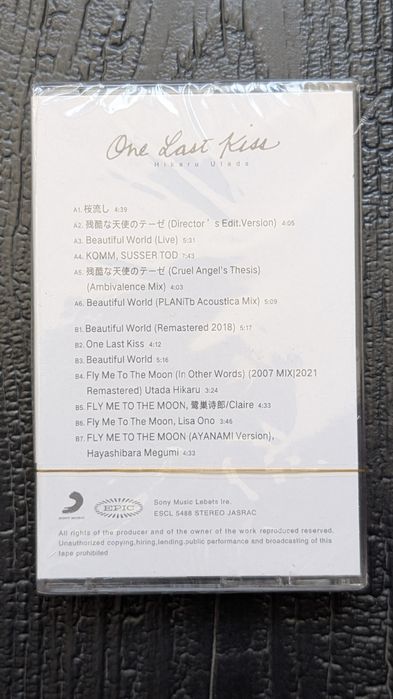 One Last Kiss
Hikaru Utada
A1. 桜流し 4:39
A2. 残酷な天使のテーゼ (Director's Edit.Version) 4:05
A3. Beautiful World (Live) 5:31
A4. KOMM, SUSSER TOD 7:43
A5. 残酷な天使のテーゼ (Cruel Angel's Thesis)
(Ambivalence Mix) 4:03
A6. Beautiful World (PLANiTb Acoustica Mix) 5:09
B1. Beautiful World (Remastered 2018) 5:17
B2. One Last Kiss 4:12
B3. Beautiful World 5:16
B4. Fly Me To The Moon (In Other Words) (2007 MIX|2021
Remastered) Utada Hikaru 3:24
B5. FLY ME TO THE MOON, 鹭巢诗郎/Claire 4:33
B6. Fly Me To The Moon, Lisa Ono 3:46
B7. FLY ME TO THE MOON (AYANAMI Version),
Hayashibara Megumi 4:33
SONY MUSIC
EPIC
Sony Music Lebets Ire.
ESCL 5488 STEREO JASRAC
All rights of the producer and of the owner of the work reproduced reserved.
Unauthorized copying,hiring,lending,public performance and broadcasting of this
tape prohibited